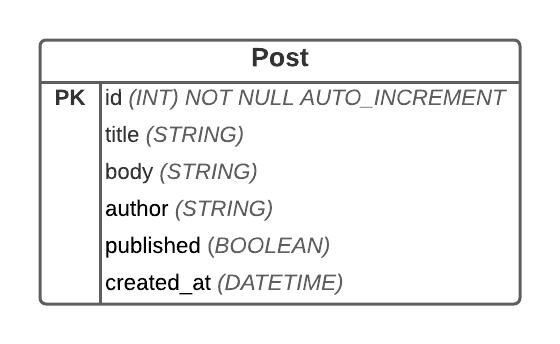 Post
PK id (INT) NOT NULL AUTO_INCREMENT
title (STRING)
body (STRING)
author (STRING)
published (BOOLEAN)
created_at (DATETIME)